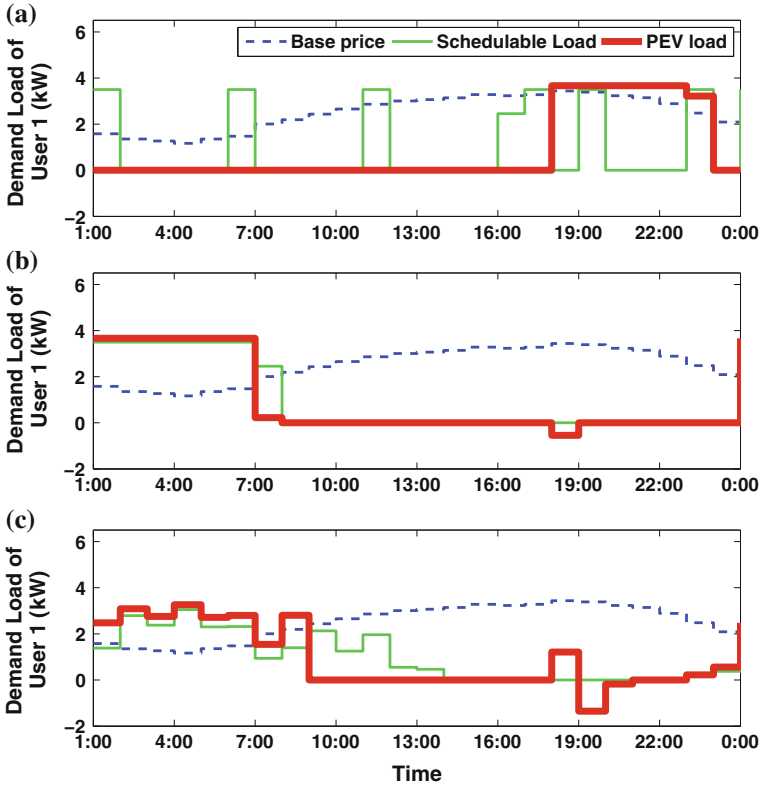 (a)
Demand Load of
User 1 (kW)
6
4
2
0
−2
Base price
Schedulable Load
PEV load
1:00 4:00 7:00 10:00 13:00 16:00 19:00 22:00 0:00
(b)
Demand Load of
User 1 (kW)
6
4
2
0
−2
1:00 4:00 7:00 10:00 13:00 16:00 19:00 22:00 0:00
(c)
Demand Load of
User 1 (kW)
6
4
2
0
−2
1:00 4:00 7:00 10:00 13:00 16:00 19:00 22:00 0:00
Time